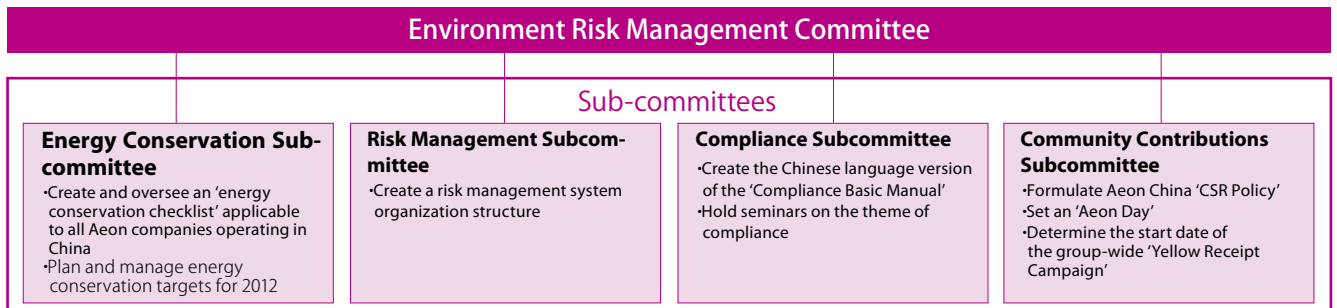 Environment Risk Management Committee
Sub-committees
Energy Conservation Sub-
committee
・Create and oversee an ‘energy
conservation checklist’ applicable
to all Aeon companies operating in
China
・Plan and manage energy
conservation targets for 2012
Risk Management Subcom-
mittee
・Create a risk management system
organization structure
Compliance Subcommittee
・Create the Chinese language version
of the ‘Compliance Basic Manual’
・Hold seminars on the theme of
compliance
Community Contributions
Subcommittee
・Formulate Aeon China ‘CSR Policy’
・Set an ‘Aeon Day’
・Determine the start date of
the group-wide ‘Yellow Receipt
Campaign’